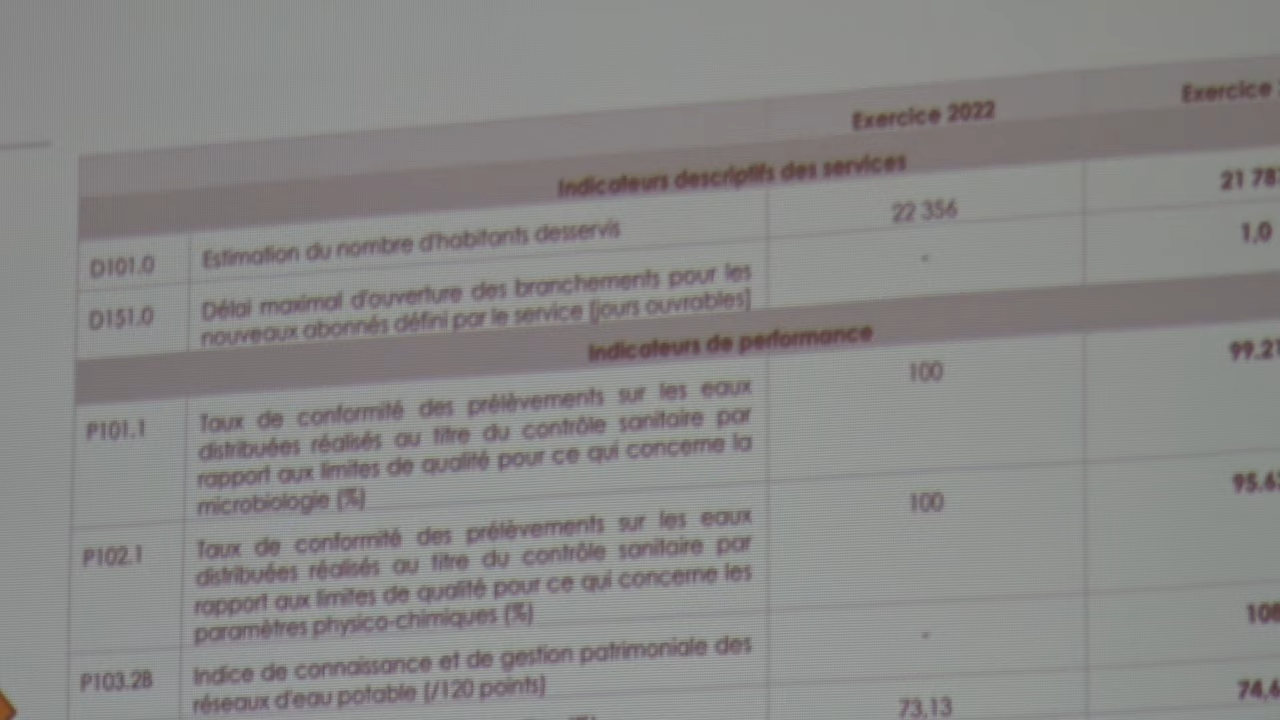 Exercice 2022 Exercice
Indicateurs descriptifs des services
D101.0 Estimation du nombre d'habitants desservis 22 356 21 78
D151.0 Délai maximal d'ouverture des branchements pour les - 1,0
nouveaux abonnés défini par le service (jours ouvrables)
Indicateurs de performance
P101.1 Taux de conformité des prélèvements sur les eaux 100 99.2
distribuées réalisés au titre du contrôle sanitaire par
rapport aux limites de qualité pour ce qui concerne la
microbiologie (%)
P102.1 Taux de conformité des prélèvements sur les eaux 100 95.6
distribuées réalisés au titre du contrôle sanitaire par
rapport aux limites de qualité pour ce qui concerne les
paramètres physico-chimiques (%)
P103.2B Indice de connaissance et de gestion patrimoniale des - 108
réseaux d'eau potable (/120 points)
73,13 74,6